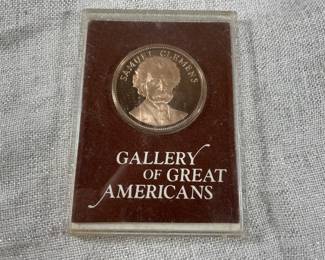 SAMUEL CLEMENS
GALLERY
OF GREAT
AMERICANS